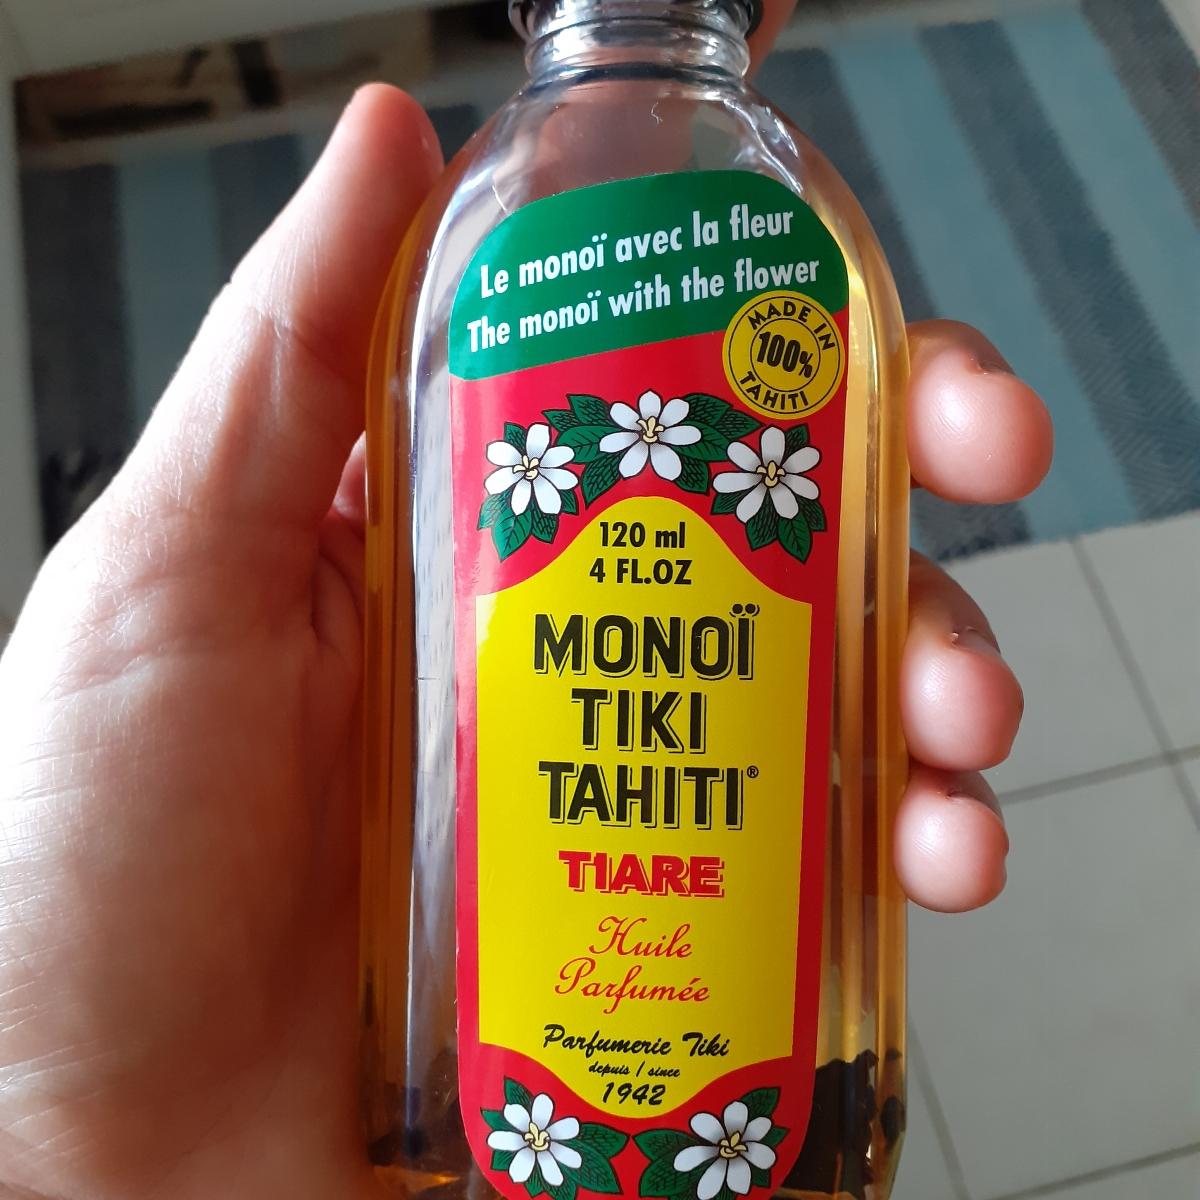 Le monoï avec la fleur
The monoï with the flower
MADE IN
100%
TAHITI
120 ml
4 FL.OZ
MONOÏ
TIKI
TAHITI®
TIARE
Huile
Parfumée
Parfumerie Tiki
depuis / since
1942